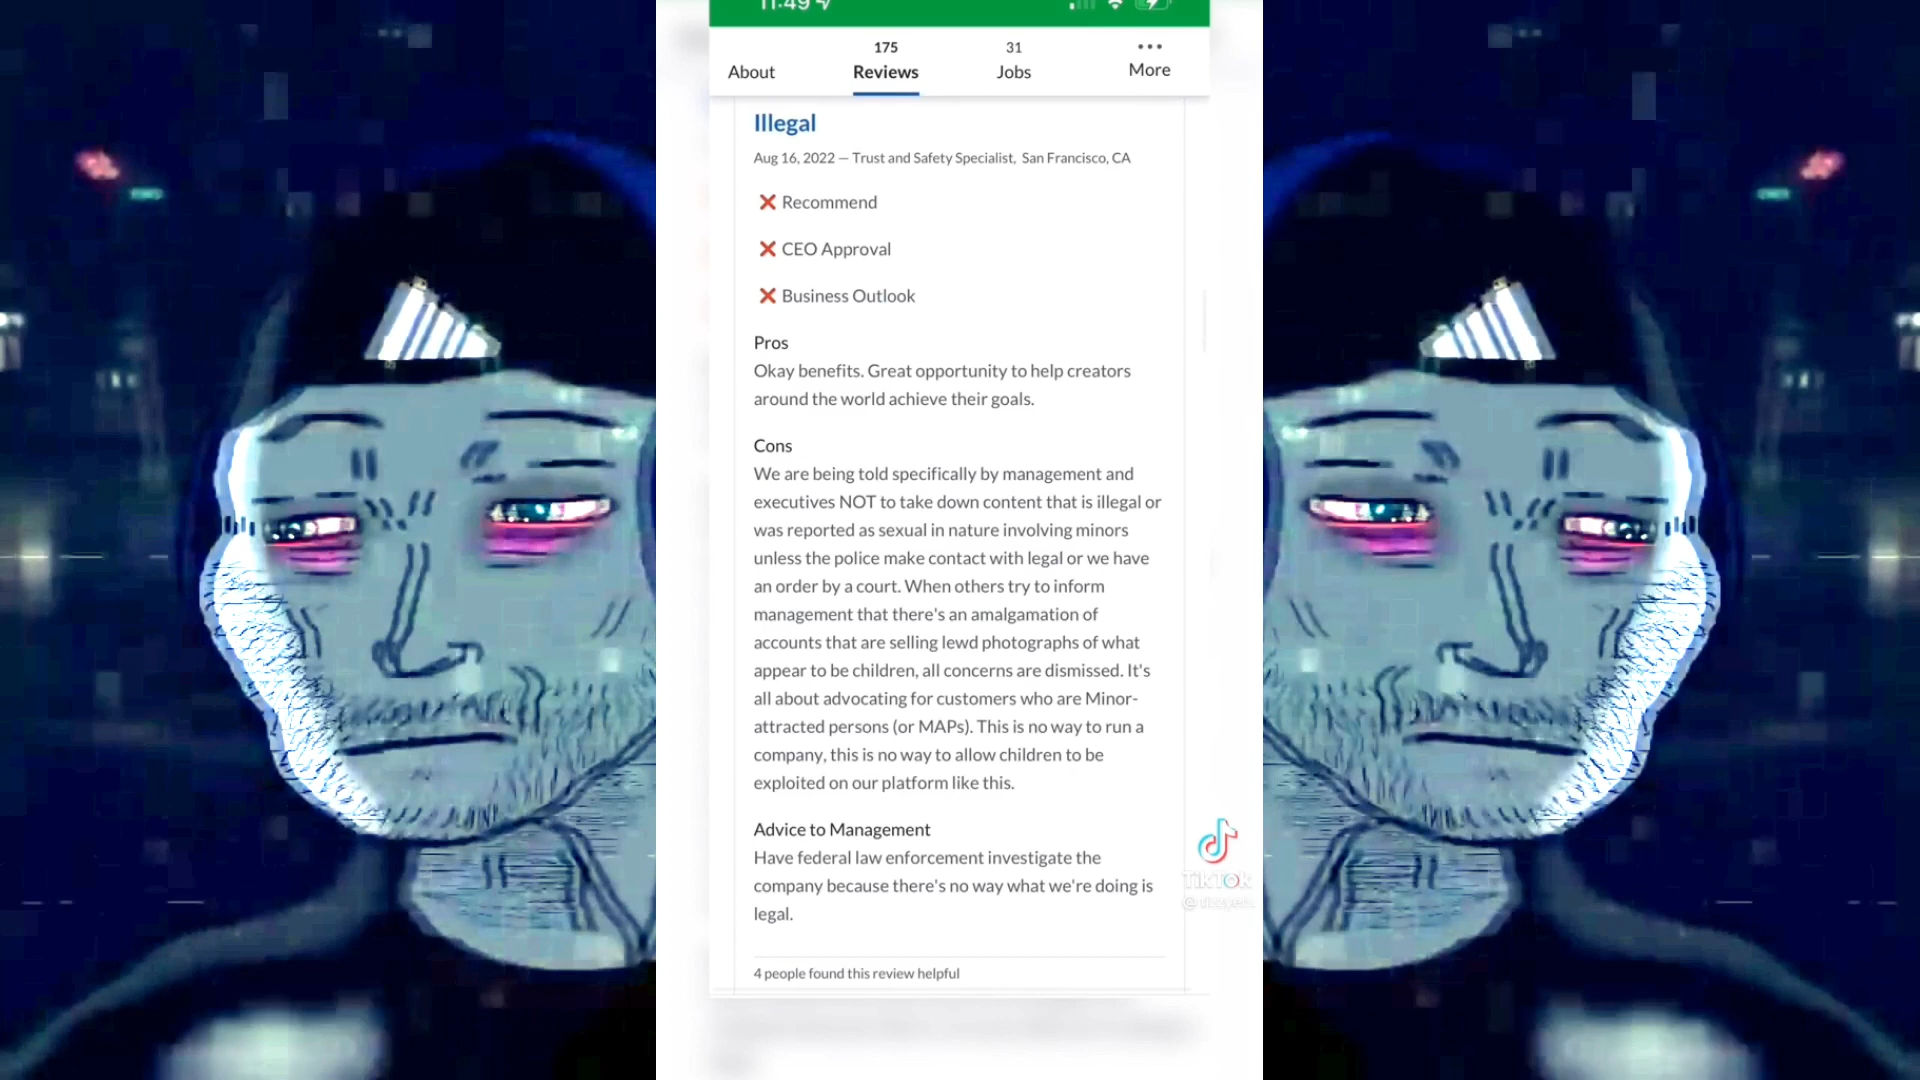 11:49
175
31
About
Reviews
Jobs
More
Illegal
Aug 16, 2022 — Trust and Safety Specialist, San Francisco, CA
❌ Recommend
❌ CEO Approval
❌ Business Outlook
Pros
Okay benefits. Great opportunity to help creators
around the world achieve their goals.
Cons
We are being told specifically by management and
executives NOT to take down content that is illegal or
was reported as sexual in nature involving minors
unless the police make contact with legal or we have
an order by a court. When others try to inform
management that there's an amalgamation of
accounts that are selling lewd photographs of what
appear to be children, all concerns are dismissed. It's
all about advocating for customers who are Minor-
attracted persons (or MAPs). This is no way to run a
company, this is no way to allow children to be
exploited on our platform like this.
Advice to Management
Have federal law enforcement investigate the
company because there's no way what we're doing is
legal.
4 people found this review helpful
TikTok